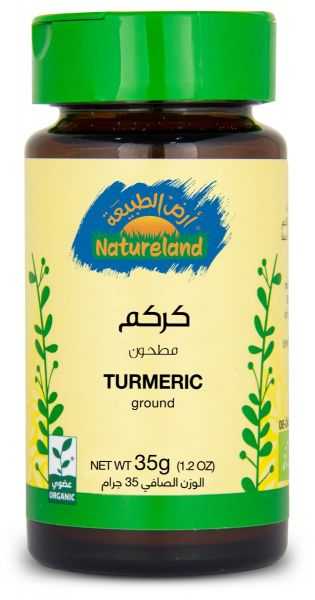 أرض الطبيعة
Natureland
كركم
مطحون
TURMERIC
ground
NET WT 35g (1.2 OZ)
الوزن الصافي 35 جرام
عضوي
ORGANIC